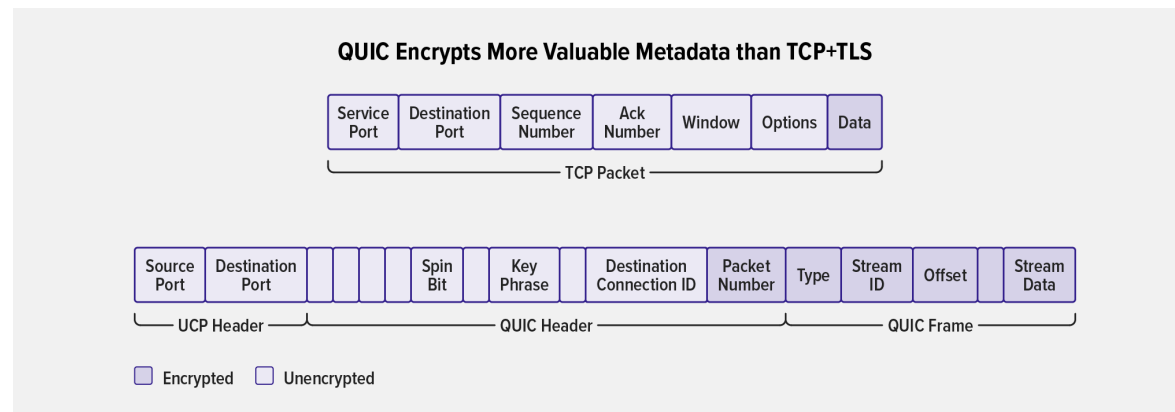 QUIC Encrypts More Valuable Metadata than TCP+TLS
Service Port
Destination Port
Sequence Number
Ack Number
Window
Options
Data
TCP Packet
Source Port
Destination Port
Spin Bit
Key Phrase
Destination Connection ID
Packet Number
Type
Stream ID
Offset
Stream Data
UCP Header
QUIC Header
QUIC Frame
Encrypted
Unencrypted